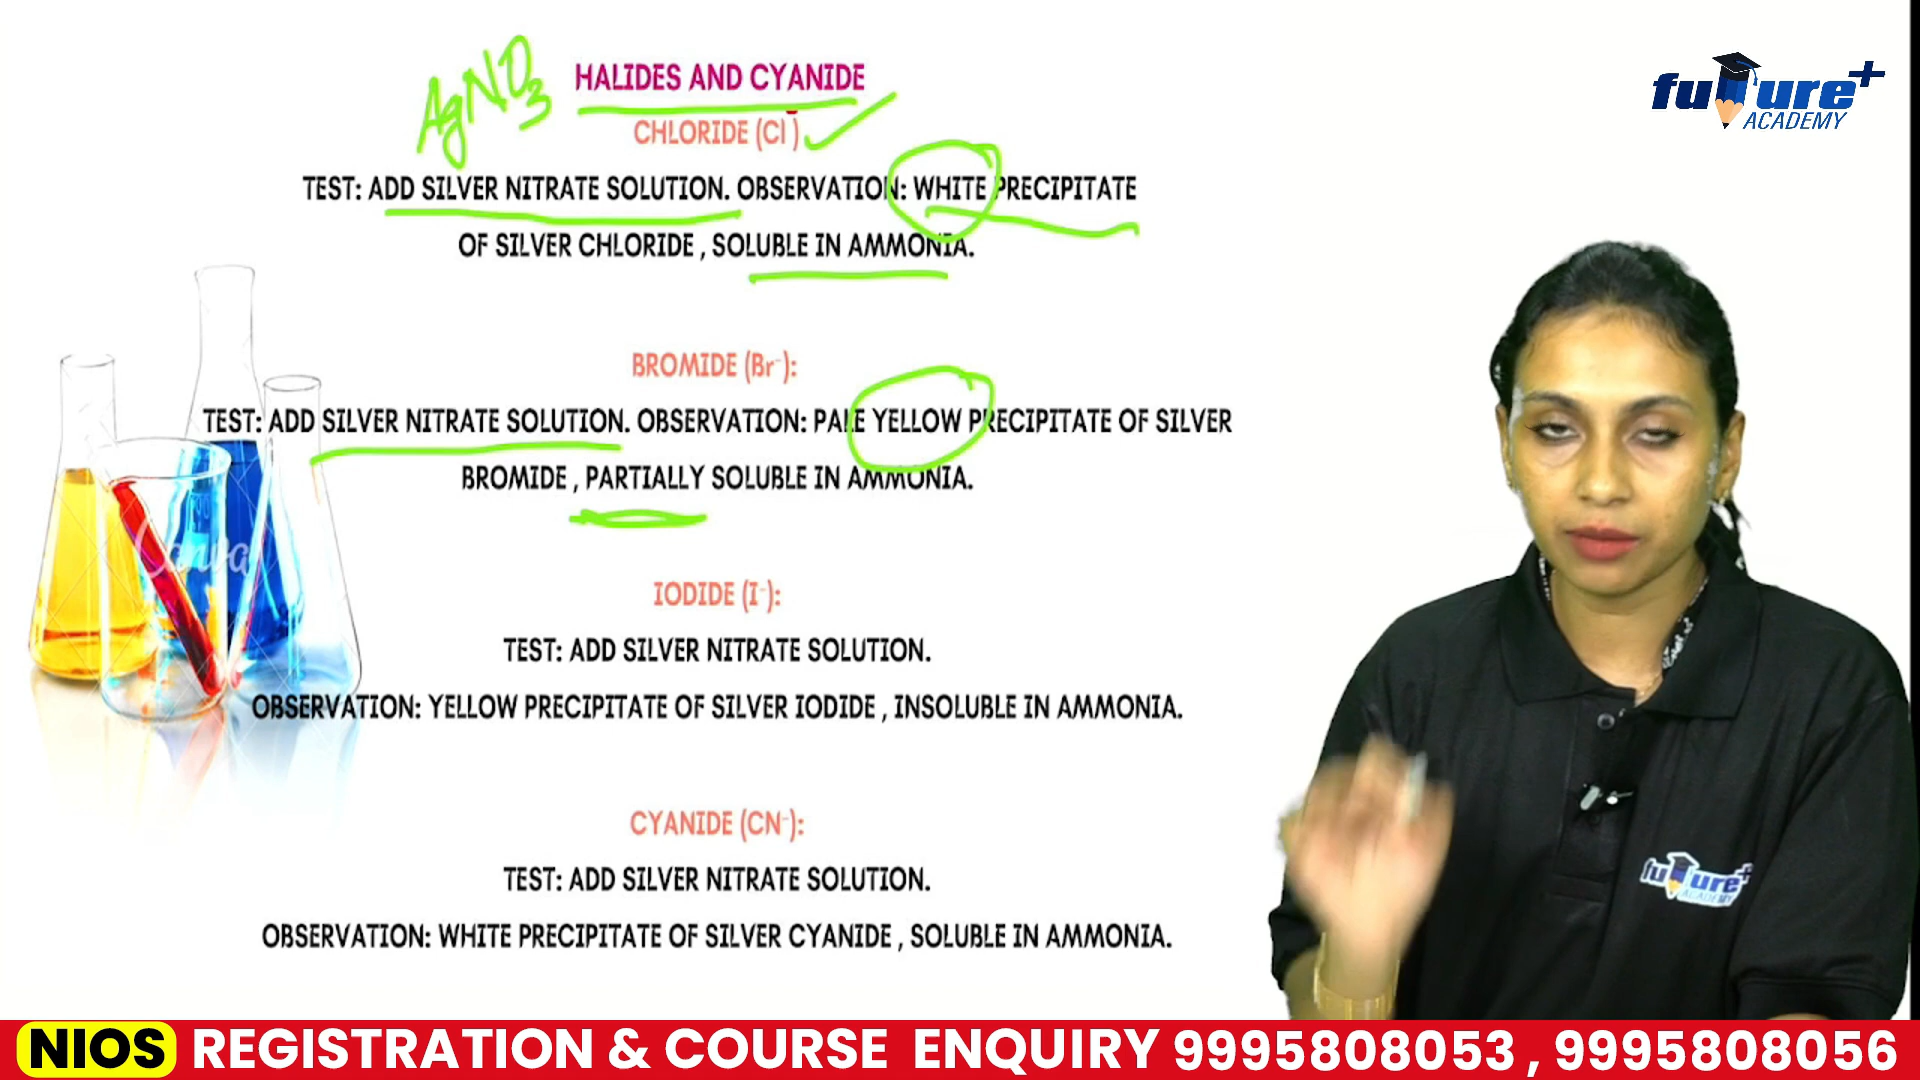 AgNO3
HALIDES AND CYANIDE
CHLORIDE (Cl )
TEST: ADD SILVER NITRATE SOLUTION. OBSERVATION: WHITE PRECIPITATE
OF SILVER CHLORIDE , SOLUBLE IN AMMONIA.
BROMIDE (Br⁻):
TEST: ADD SILVER NITRATE SOLUTION. OBSERVATION: PALE YELLOW PRECIPITATE OF SILVER
BROMIDE , PARTIALLY SOLUBLE IN AMMONIA.
IODIDE (I⁻):
TEST: ADD SILVER NITRATE SOLUTION.
OBSERVATION: YELLOW PRECIPITATE OF SILVER IODIDE , INSOLUBLE IN AMMONIA.
CYANIDE (CN⁻):
TEST: ADD SILVER NITRATE SOLUTION.
OBSERVATION: WHITE PRECIPITATE OF SILVER CYANIDE , SOLUBLE IN AMMONIA.
Canva
future+
ACADEMY
future+
ACADEMY
NIOS REGISTRATION & COURSE ENQUIRY 9995808053 , 9995808056